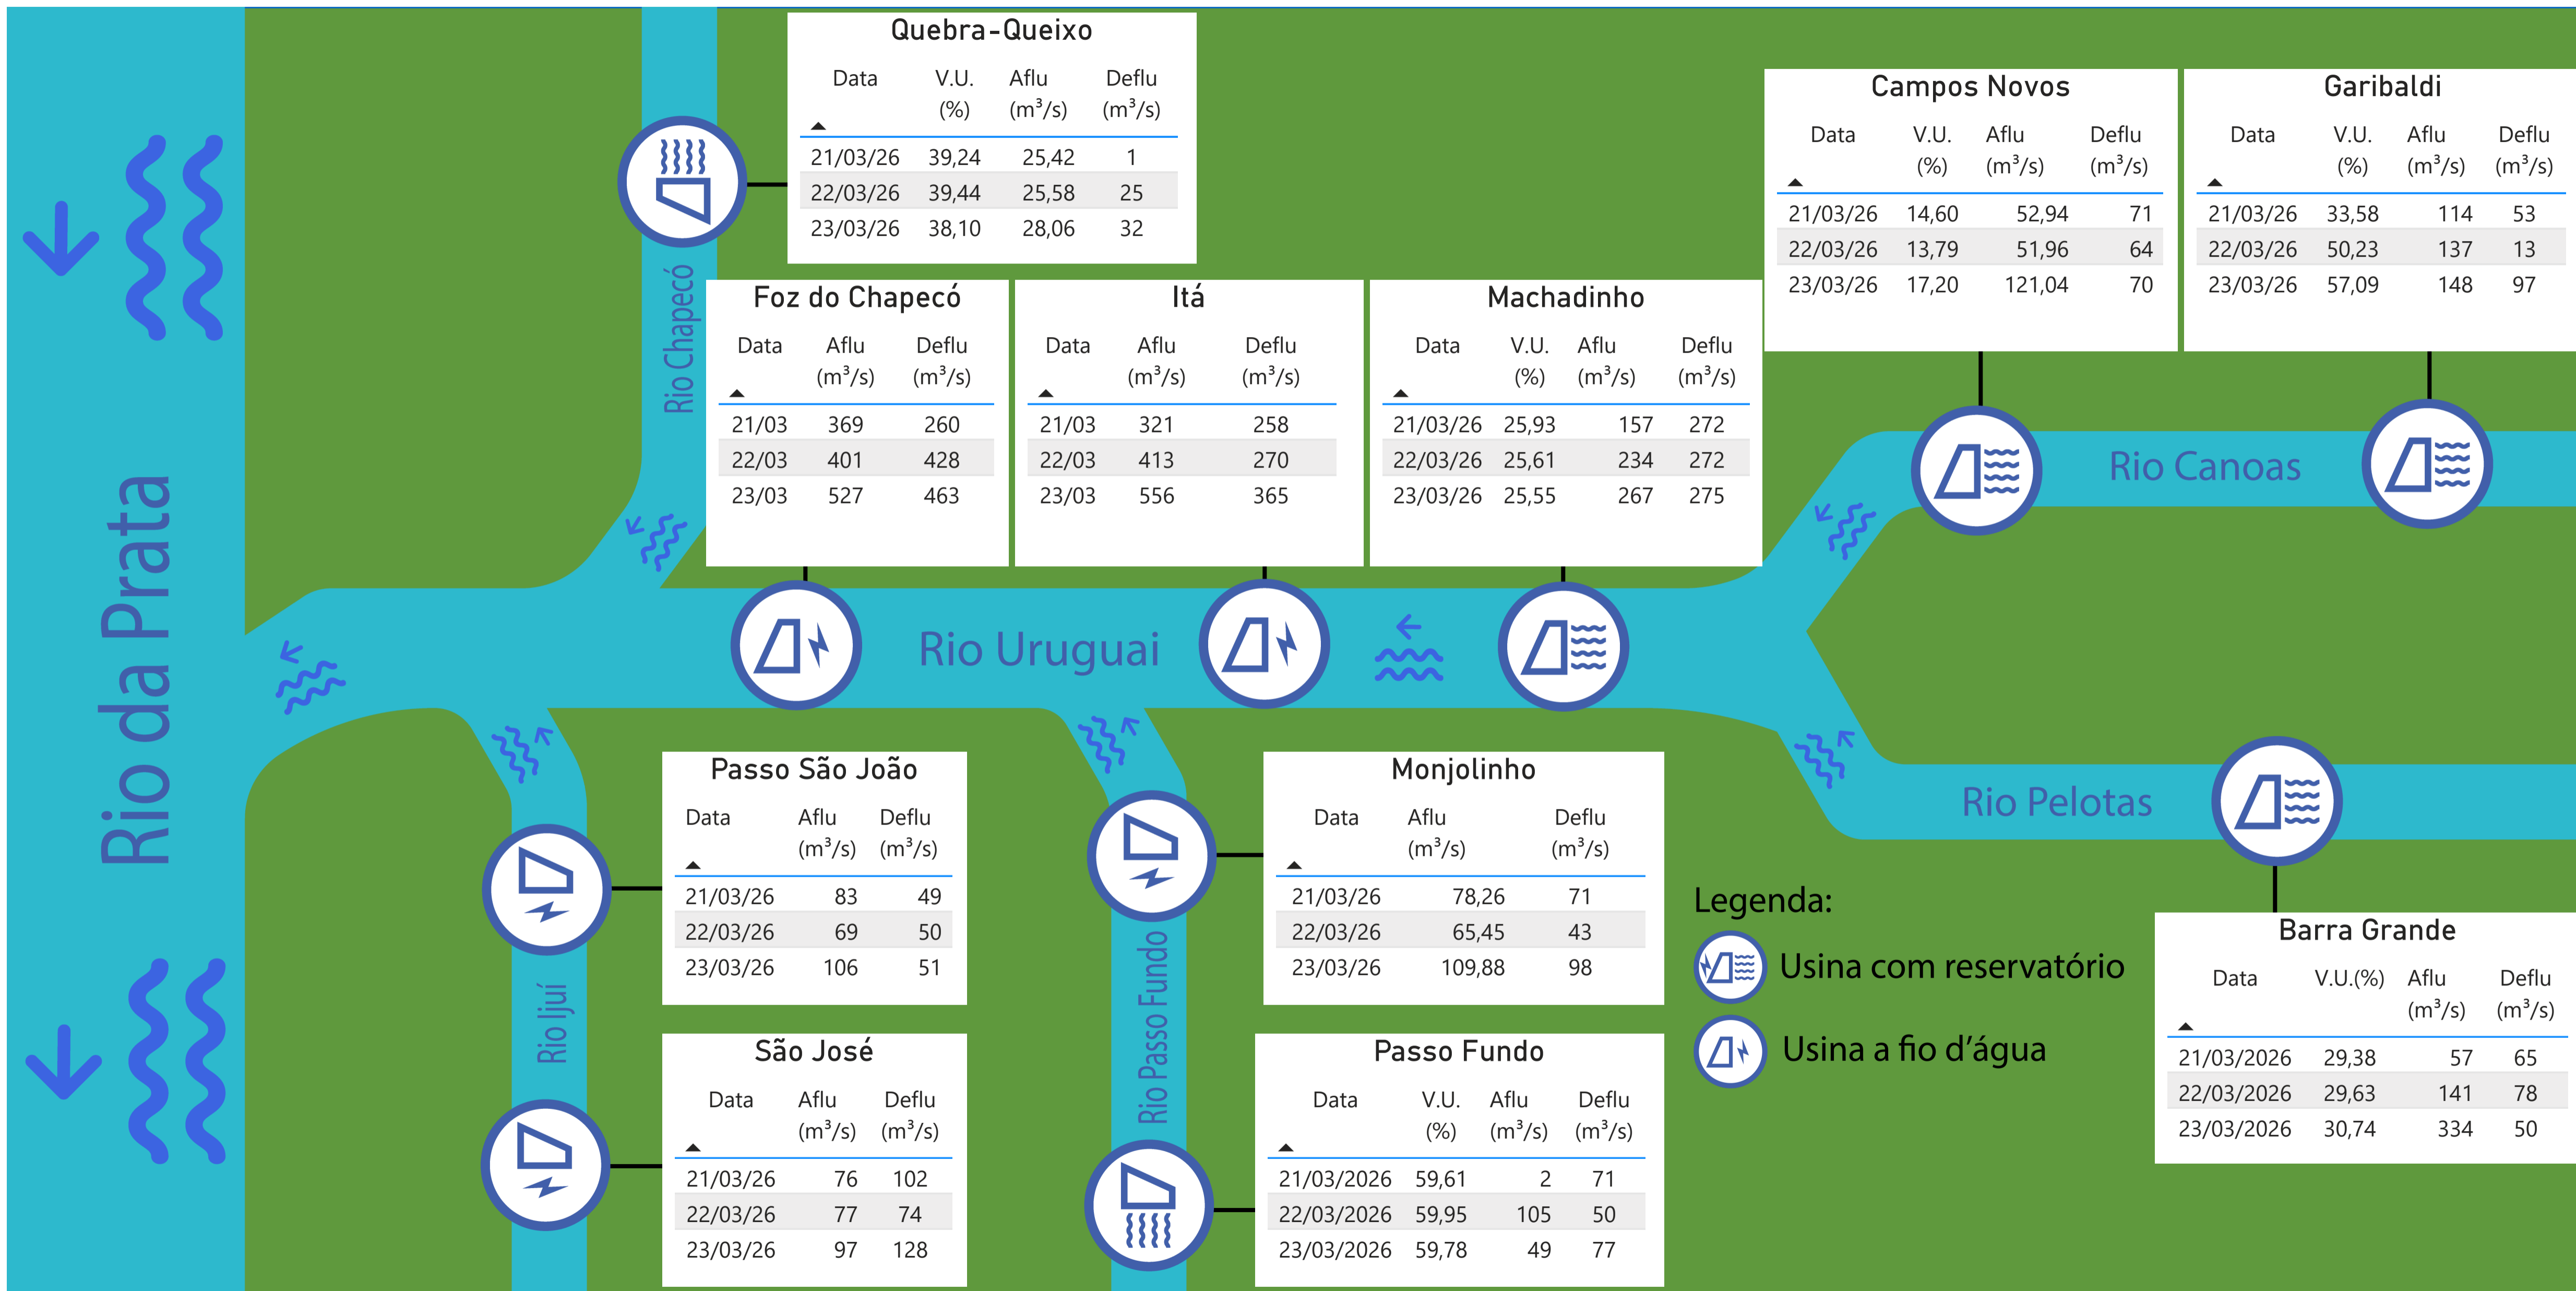 Quebra-Queixo
Data V.U. (%) Aflu (m³/s) Deflu (m³/s)
21/03/26 39,24 25,42 1
22/03/26 39,44 25,58 25
23/03/26 38,10 28,06 32
Campos Novos
Data V.U. (%) Aflu (m³/s) Deflu (m³/s)
21/03/26 14,60 52,94 71
22/03/26 13,79 51,96 64
23/03/26 17,20 121,04 70
Garibaldi
Data V.U. (%) Aflu (m³/s) Deflu (m³/s)
21/03/26 33,58 114 53
22/03/26 50,23 137 13
23/03/26 57,09 148 97
Rio Chapecó
Foz do Chapecó
Data Aflu (m³/s) Deflu (m³/s)
21/03 369 260
22/03 401 428
23/03 527 463
Itá
Data Aflu (m³/s) Deflu (m³/s)
21/03 321 258
22/03 413 270
23/03 556 365
Machadinho
Data V.U. (%) Aflu (m³/s) Deflu (m³/s)
21/03/26 25,93 157 272
22/03/26 25,61 234 272
23/03/26 25,55 267 275
Rio Canoas
Rio da Prata
Rio Uruguai
Rio Pelotas
Passo São João
Data Aflu (m³/s) Deflu (m³/s)
21/03/26 83 49
22/03/26 69 50
23/03/26 106 51
Monjolinho
Data Aflu (m³/s) Deflu (m³/s)
21/03/26 78,26 71
22/03/26 65,45 43
23/03/26 109,88 98
Rio Ijuí
Rio Passo Fundo
Legenda:
Usina com reservatório
Usina a fio d’água
Barra Grande
Data V.U.(%) Aflu (m³/s) Deflu (m³/s)
21/03/2026 29,38 57 65
22/03/2026 29,63 141 78
23/03/2026 30,74 334 50
São José
Data Aflu (m³/s) Deflu (m³/s)
21/03/26 76 102
22/03/26 77 74
23/03/26 97 128
Passo Fundo
Data V.U. (%) Aflu (m³/s) Deflu (m³/s)
21/03/2026 59,61 2 71
22/03/2026 59,95 105 50
23/03/2026 59,78 49 77